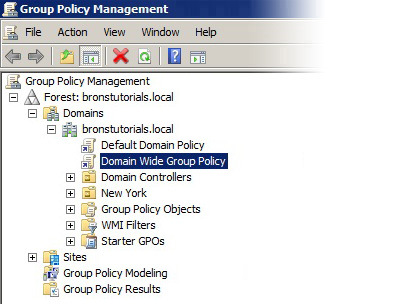 Group Policy Management
File Action View Window Help
Group Policy Management
Forest: bronstutorials.local
Domains
bronstutorials.local
Default Domain Policy
Domain Wide Group Policy
Domain Controllers
New York
Group Policy Objects
WMI Filters
Starter GPOs
Sites
Group Policy Modeling
Group Policy Results